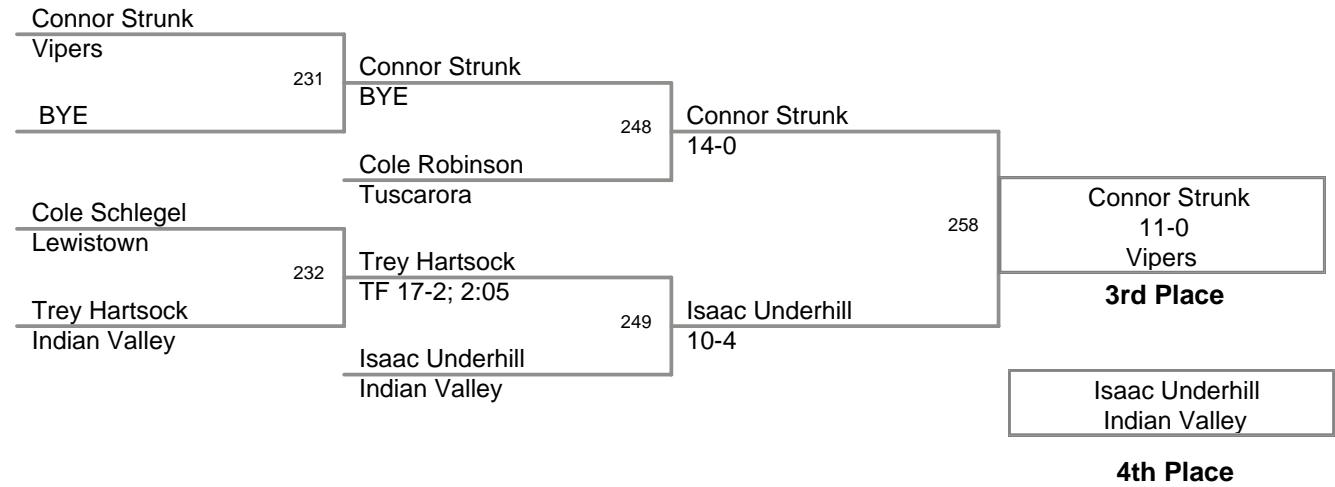 Connor Strunk
Vipers
231
BYE
Connor Strunk
BYE
248
Cole Robinson
Tuscarora
Connor Strunk
14-0
Cole Schlegel
Lewistown
232
Trey Hartsock
Indian Valley
Trey Hartsock
TF 17-2; 2:05
249
Isaac Underhill
Indian Valley
Isaac Underhill
10-4
258
Connor Strunk
11-0
Vipers
3rd Place
Isaac Underhill
Indian Valley
4th Place